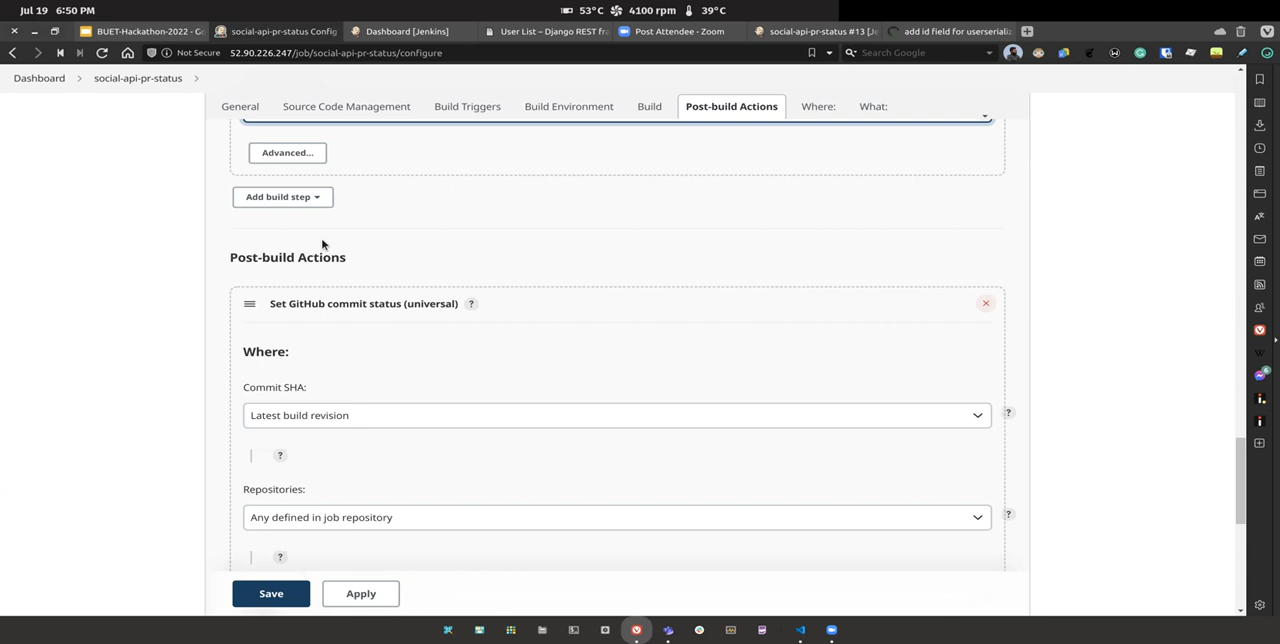 Jul 19 6:50 PM
53°C 4100 rpm 39°C
BUET-Hackathon-2022 - Go
social-api-pr-status Config
Dashboard [Jenkins]
User List – Django REST fra
Post Attendee - Zoom
social-api-pr-status #13 [Je
add id field for userserializ
Not Secure 52.90.226.247/job/social-api-pr-status/configure
Search Google
Dashboard
social-api-pr-status
General
Source Code Management
Build Triggers
Build Environment
Build
Post-build Actions
Where:
What:
Advanced...
Add build step
Post-build Actions
Set GitHub commit status (universal) ?
Where:
Commit SHA:
Latest build revision
?
?
Repositories:
Any defined in job repository
?
?
Save
Apply